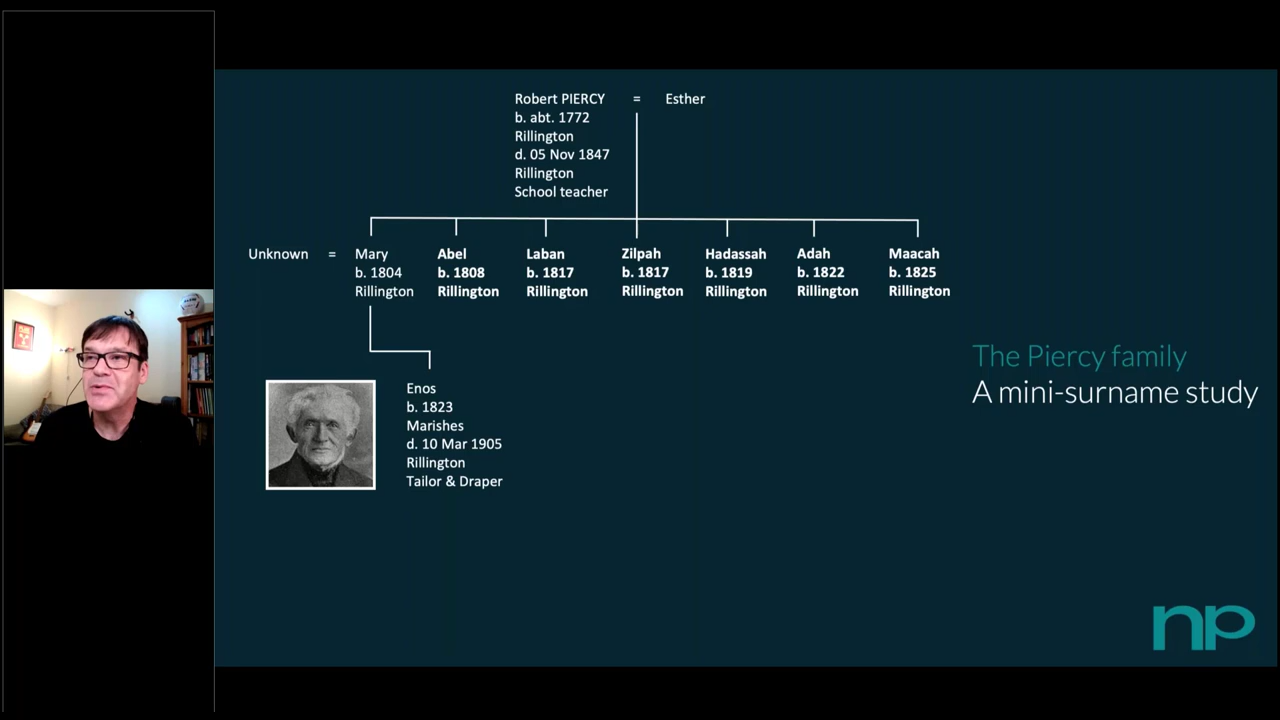 Robert PIERCY = Esther
b. abt. 1772
Rillington
d. 05 Nov 1847
Rillington
School teacher
Unknown = Mary
b. 1804
Rillington
Abel
b. 1808
Rillington
Laban
b. 1817
Rillington
Zilpah
b. 1817
Rillington
Hadassah
b. 1819
Rillington
Adah
b. 1822
Rillington
Maacah
b. 1825
Rillington
Enos
b. 1823
Marishes
d. 10 Mar 1905
Rillington
Tailor & Draper
The Piercy family
A mini-surname study
np